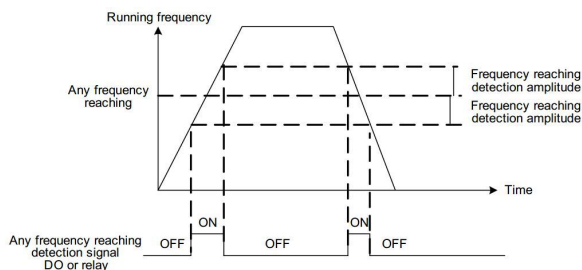 Running frequency
Frequency reaching
detection amplitude
Any frequency
reaching
Frequency reaching
detection amplitude
Time
ON
ON
Any frequency reaching
detection signal
DO or relay
OFF
OFF
OFF